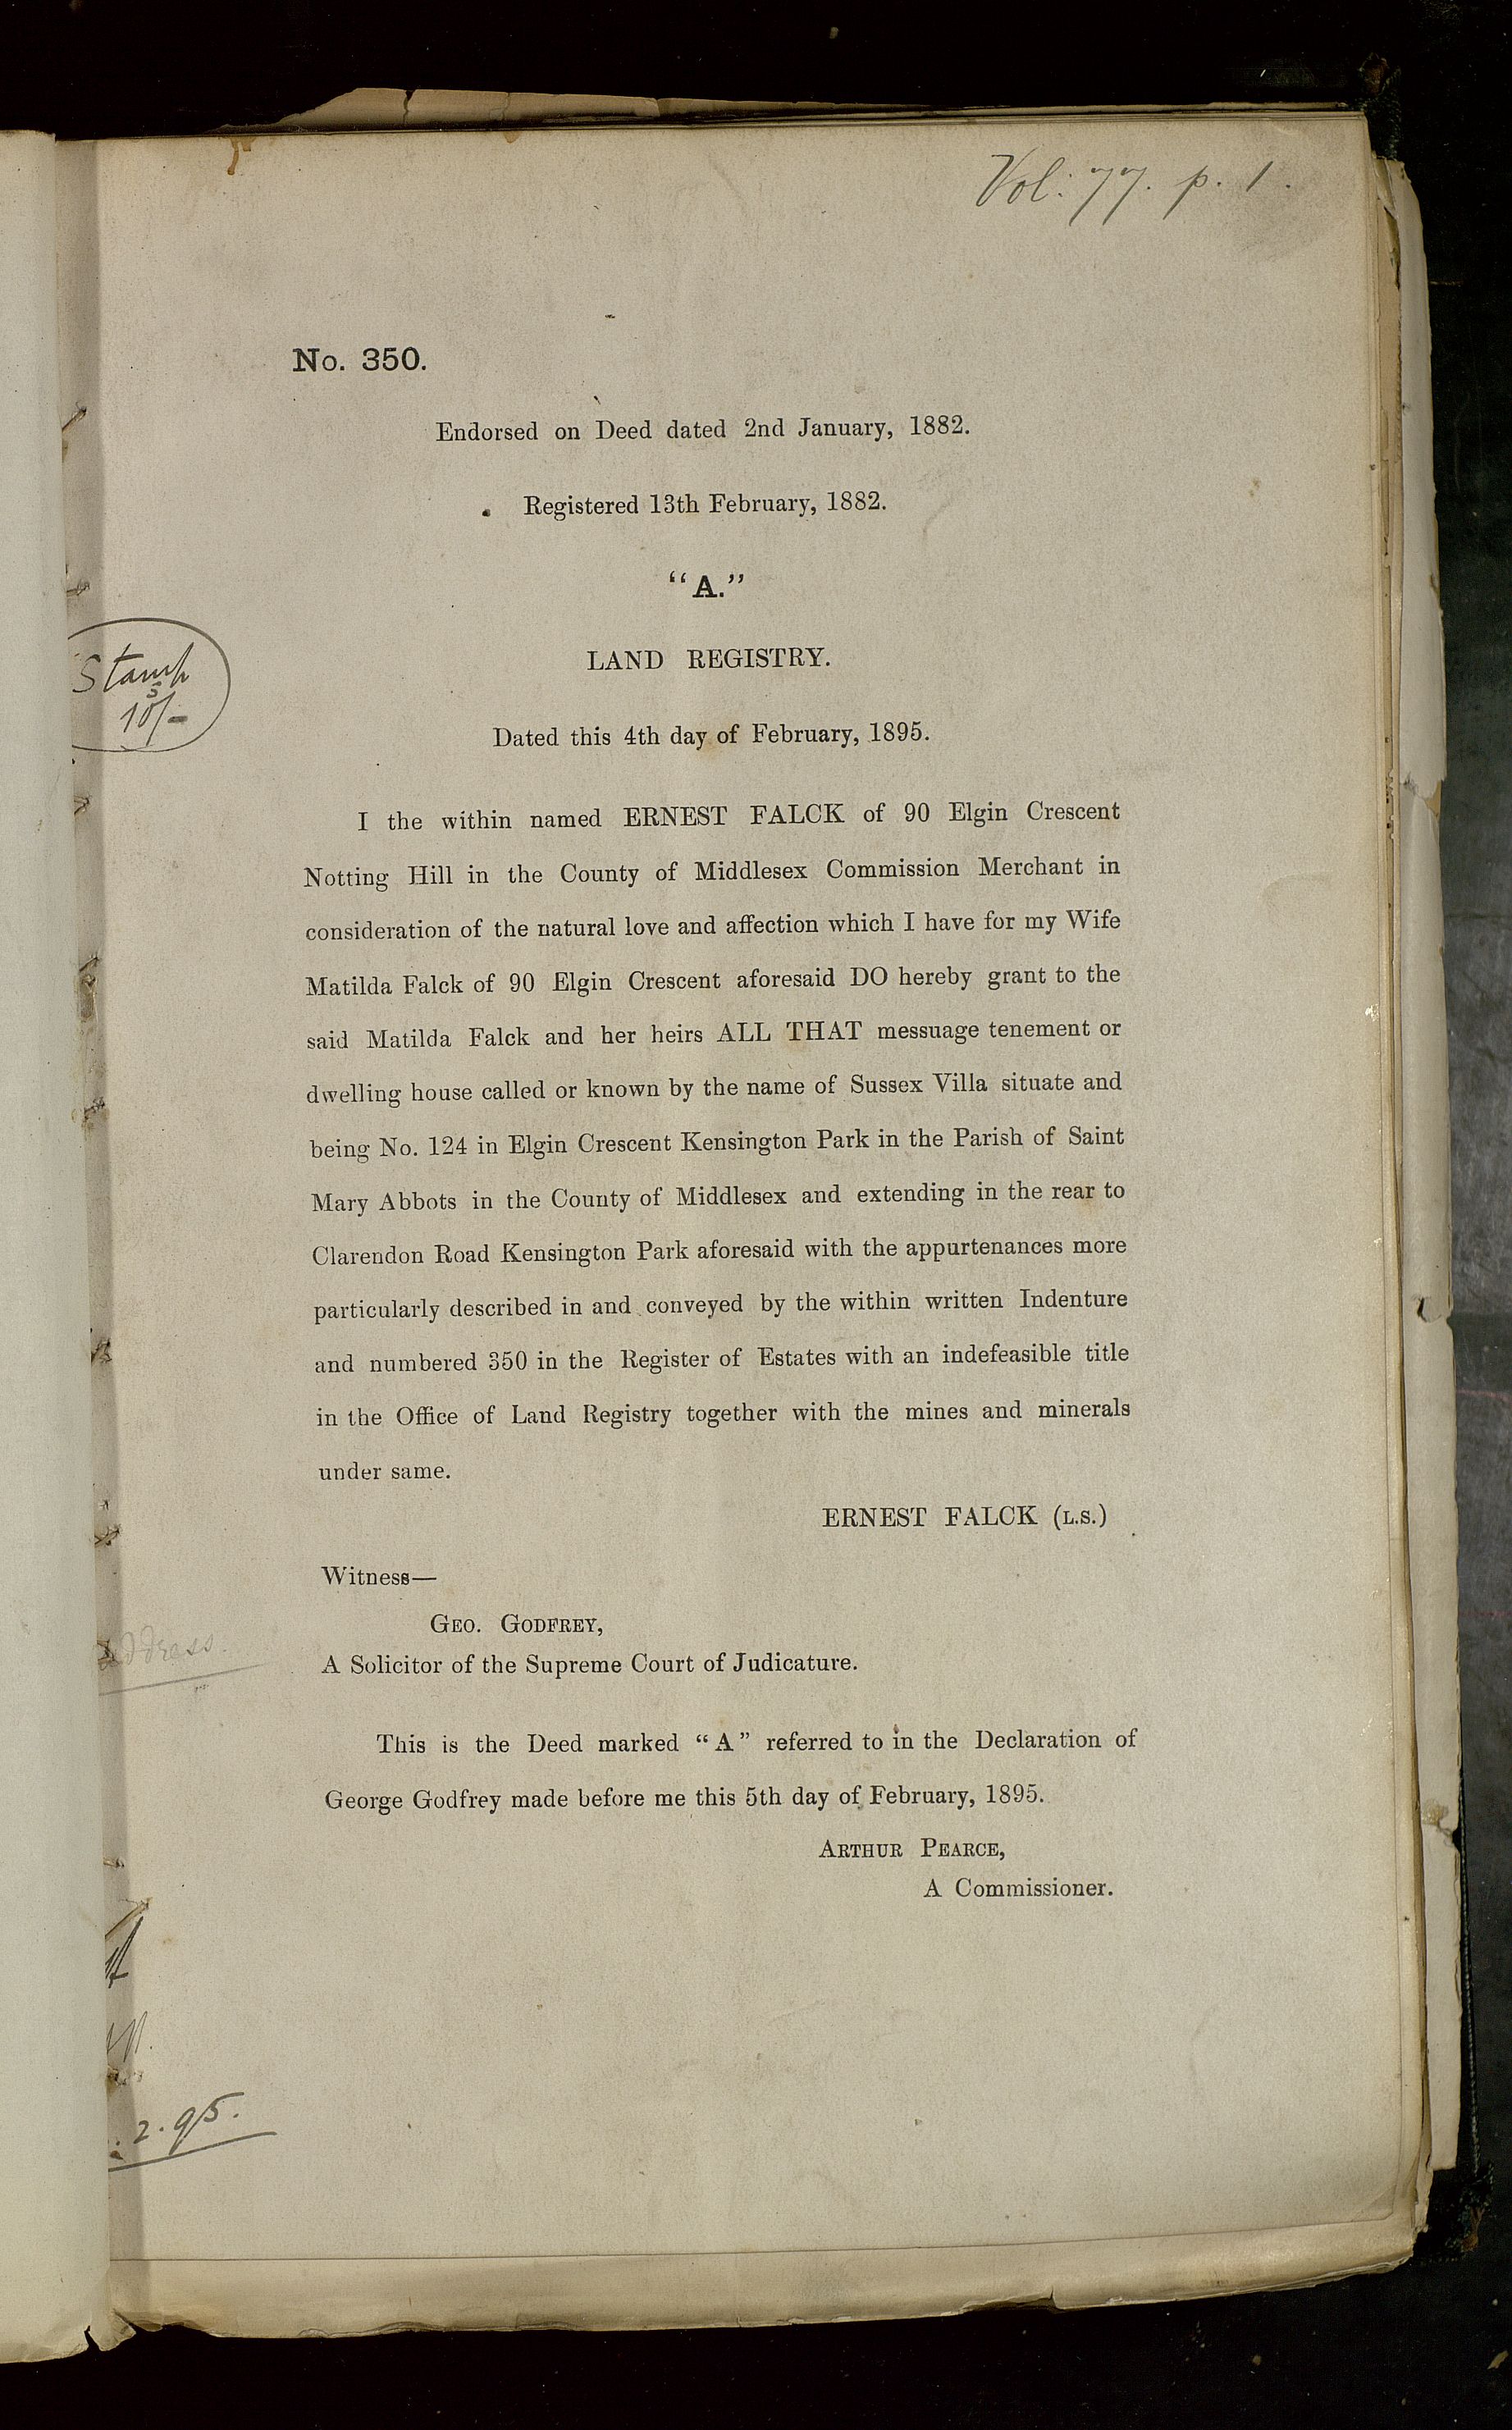 Vol: 77. p. 1.
No. 350.
Endorsed on Deed dated 2nd January, 1882.
Registered 13th February, 1882.
“A.”
LAND REGISTRY.
Stamp
s
10/-
Dated this 4th day of February, 1895.
I the within named ERNEST FALCK of 90 Elgin Crescent
Notting Hill in the County of Middlesex Commission Merchant in
consideration of the natural love and affection which I have for my Wife
Matilda Falck of 90 Elgin Crescent aforesaid DO hereby grant to the
said Matilda Falck and her heirs ALL THAT messuage tenement or
dwelling house called or known by the name of Sussex Villa situate and
being No. 124 in Elgin Crescent Kensington Park in the Parish of Saint
Mary Abbots in the County of Middlesex and extending in the rear to
Clarendon Road Kensington Park aforesaid with the appurtenances more
particularly described in and conveyed by the within written Indenture
and numbered 350 in the Register of Estates with an indefeasible title
in the Office of Land Registry together with the mines and minerals
under same.
ERNEST FALCK (L.S.)
Witness—
GEO. GODFREY,
A Solicitor of the Supreme Court of Judicature.
This is the Deed marked “A” referred to in the Declaration of
George Godfrey made before me this 5th day of February, 1895.
ARTHUR PEARCE,
A Commissioner.
. 2. 95.